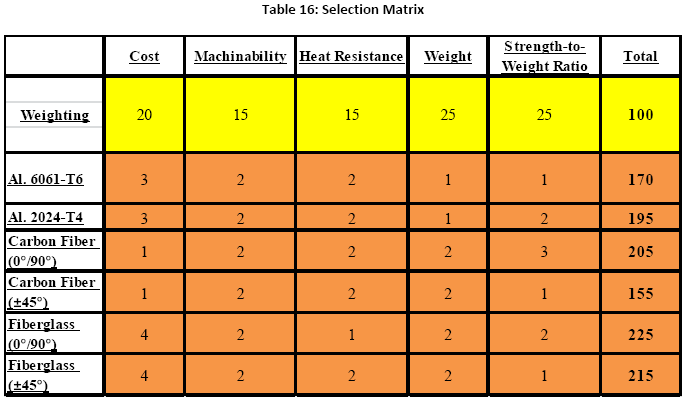 Table 16: Selection Matrix
Cost Machinability Heat Resistance Weight Strength-to-Weight Ratio Total
Weighting 20 15 15 25 25 100
Al. 6061-T6 3 2 2 1 1 170
Al. 2024-T4 3 2 2 1 2 195
Carbon Fiber (0°/90°) 1 2 2 2 3 205
Carbon Fiber (±45°) 1 2 2 2 1 155
Fiberglass (0°/90°) 4 2 1 2 2 225
Fiberglass (±45°) 4 2 2 2 1 215